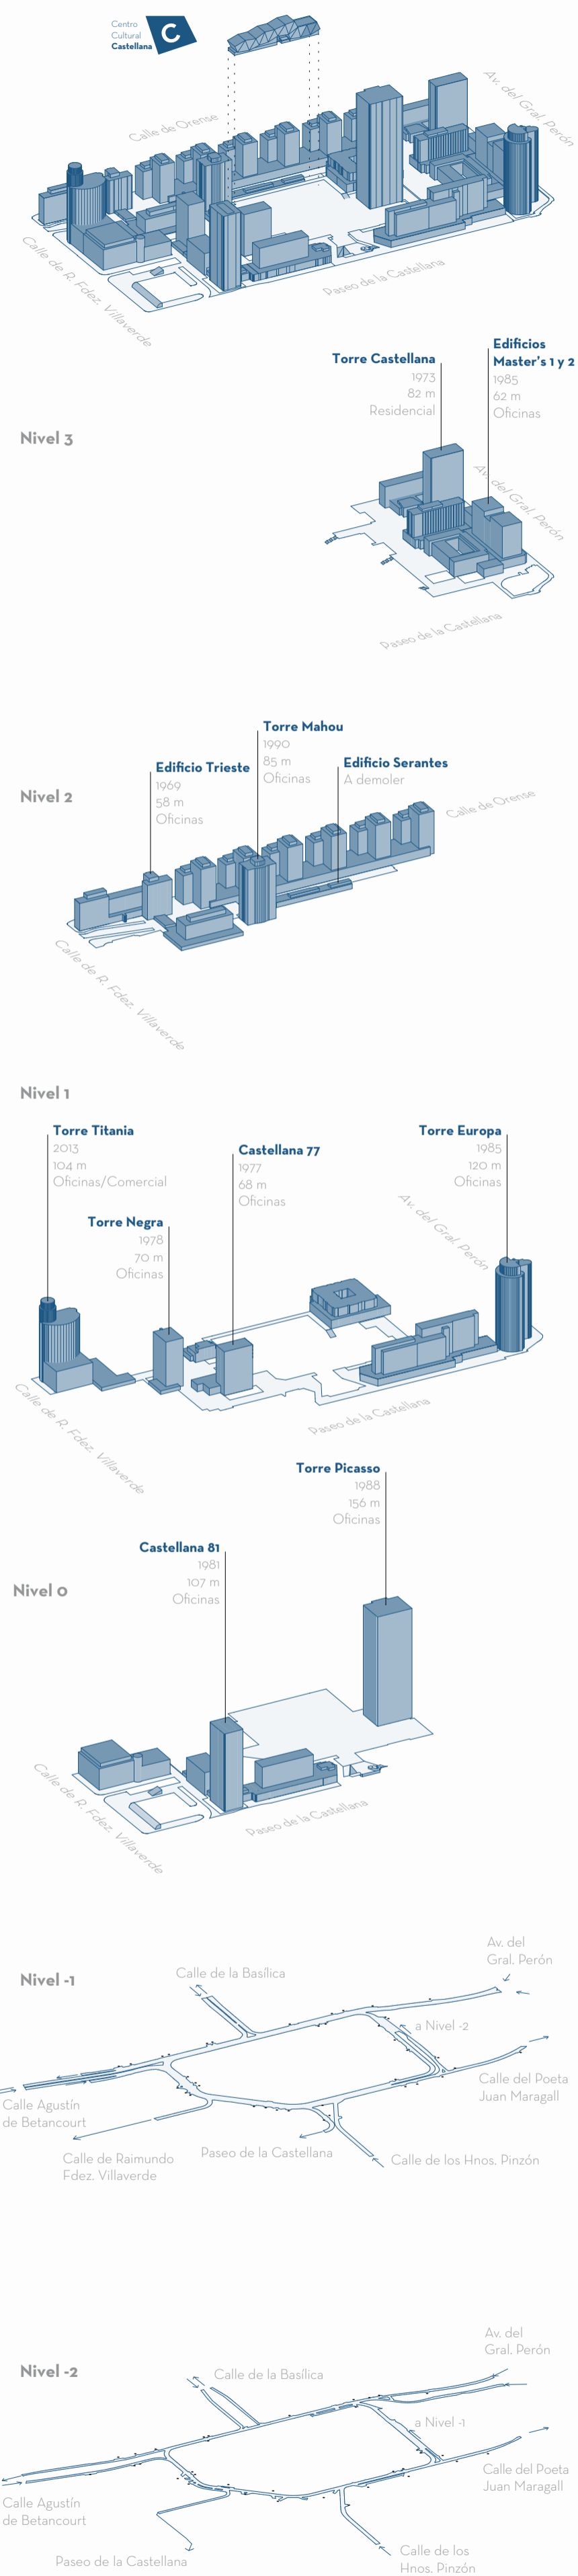 Centro
Cultural
Castellana
C
Calle de Orense
Av. del Gral. Perón
Calle de R. Fdez. Villaverde
Paseo de la Castellana
Edificios
Master's 1 y 2
1985
62 m
Oficinas
Torre Castellana
1973
82 m
Residencial
Nivel 3
Av. del Gral. Perón
Paseo de la Castellana
Torre Mahou
1990
85 m
Oficinas
Edificio Trieste
1969
58 m
Oficinas
Edificio Serantes
A demoler
Nivel 2
Calle de Orense
Calle de R. Fdez. Villaverde
Nivel 1
Torre Titania
2013
104 m
Oficinas/Comercial
Torre Europa
1985
120 m
Oficinas
Castellana 77
1977
68 m
Oficinas
Torre Negra
1978
70 m
Oficinas
Av. del Gral. Perón
Calle de R. Fdez. Villaverde
Paseo de la Castellana
Torre Picasso
1988
156 m
Oficinas
Castellana 81
1981
107 m
Oficinas
Nivel 0
Calle de R. Fdez. Villaverde
Paseo de la Castellana
Nivel -1
Av. del
Gral. Perón
Calle de la Basílica
a Nivel -2
Calle del Poeta
Juan Maragall
Calle Agustín
de Betancourt
Calle de Raimundo
Fdez. Villaverde
Paseo de la Castellana
Calle de los Hnos. Pinzón
Nivel -2
Av. del
Gral. Perón
Calle de la Basílica
a Nivel -1
Calle del Poeta
Juan Maragall
Calle Agustín
de Betancourt
Paseo de la Castellana
Calle de los
Hnos. Pinzón